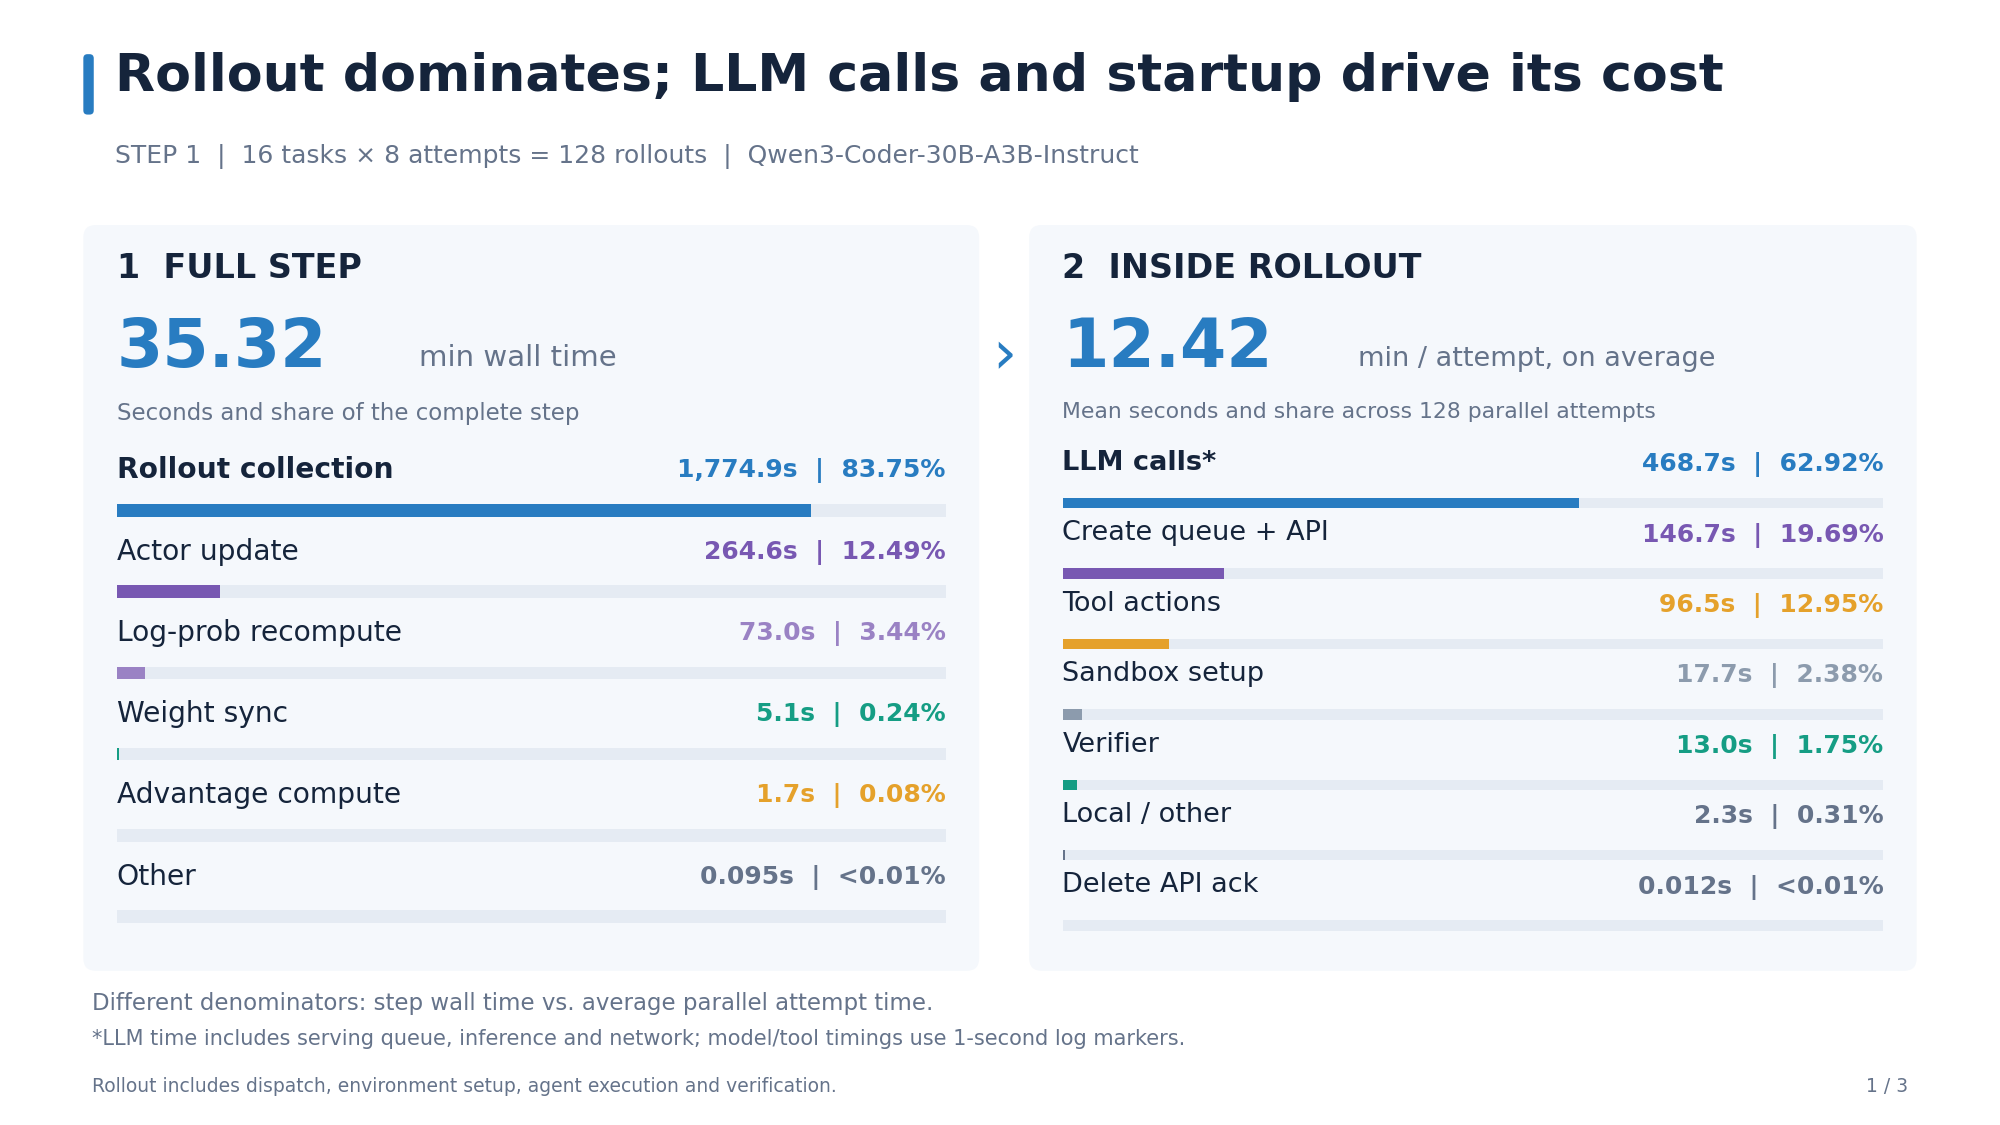 Rollout dominates; LLM calls and startup drive its cost
STEP 1 | 16 tasks × 8 attempts = 128 rollouts | Qwen3-Coder-30B-A3B-Instruct
1 FULL STEP
35.32 min wall time
Seconds and share of the complete step
Rollout collection 1,774.9s | 83.75%
Actor update 264.6s | 12.49%
Log-prob recompute 73.0s | 3.44%
Weight sync 5.1s | 0.24%
Advantage compute 1.7s | 0.08%
Other 0.095s | <0.01%
›
2 INSIDE ROLLOUT
12.42 min / attempt, on average
Mean seconds and share across 128 parallel attempts
LLM calls* 468.7s | 62.92%
Create queue + API 146.7s | 19.69%
Tool actions 96.5s | 12.95%
Sandbox setup 17.7s | 2.38%
Verifier 13.0s | 1.75%
Local / other 2.3s | 0.31%
Delete API ack 0.012s | <0.01%
Different denominators: step wall time vs. average parallel attempt time.
*LLM time includes serving queue, inference and network; model/tool timings use 1-second log markers.
Rollout includes dispatch, environment setup, agent execution and verification.
1 / 3